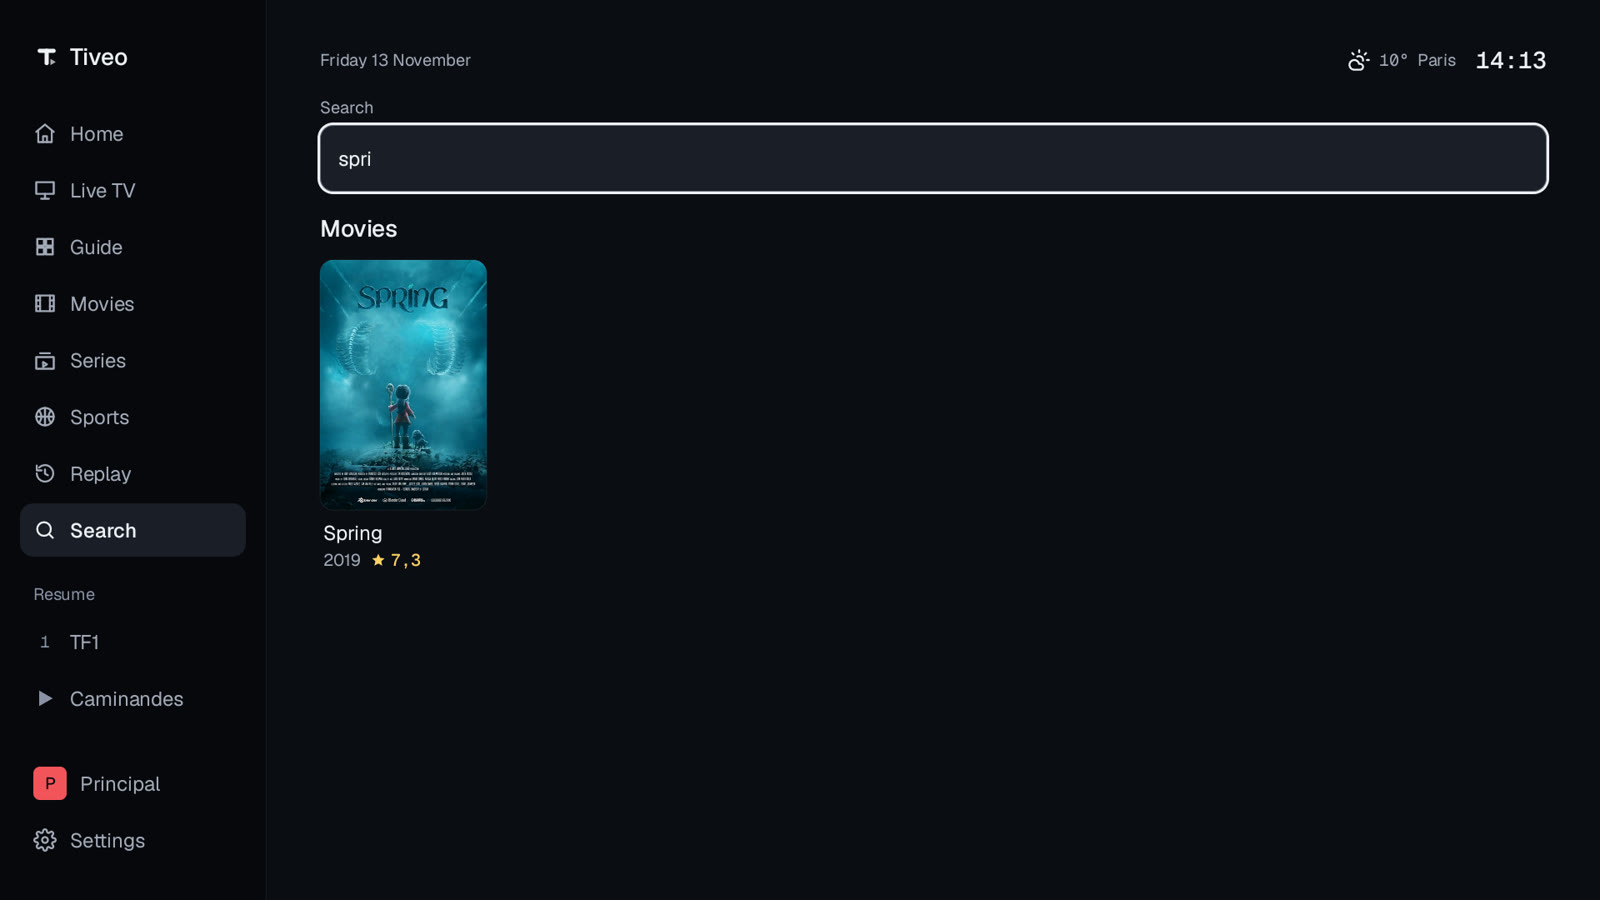 Tiveo
Home
Live TV
Guide
Movies
Series
Sports
Replay
Search
Resume
1 TF1
Caminandes
P Principal
Settings
Friday 13 November
10° Paris 14:13
Search
spri
Movies
SPRING
Spring
2019 ★ 7,3